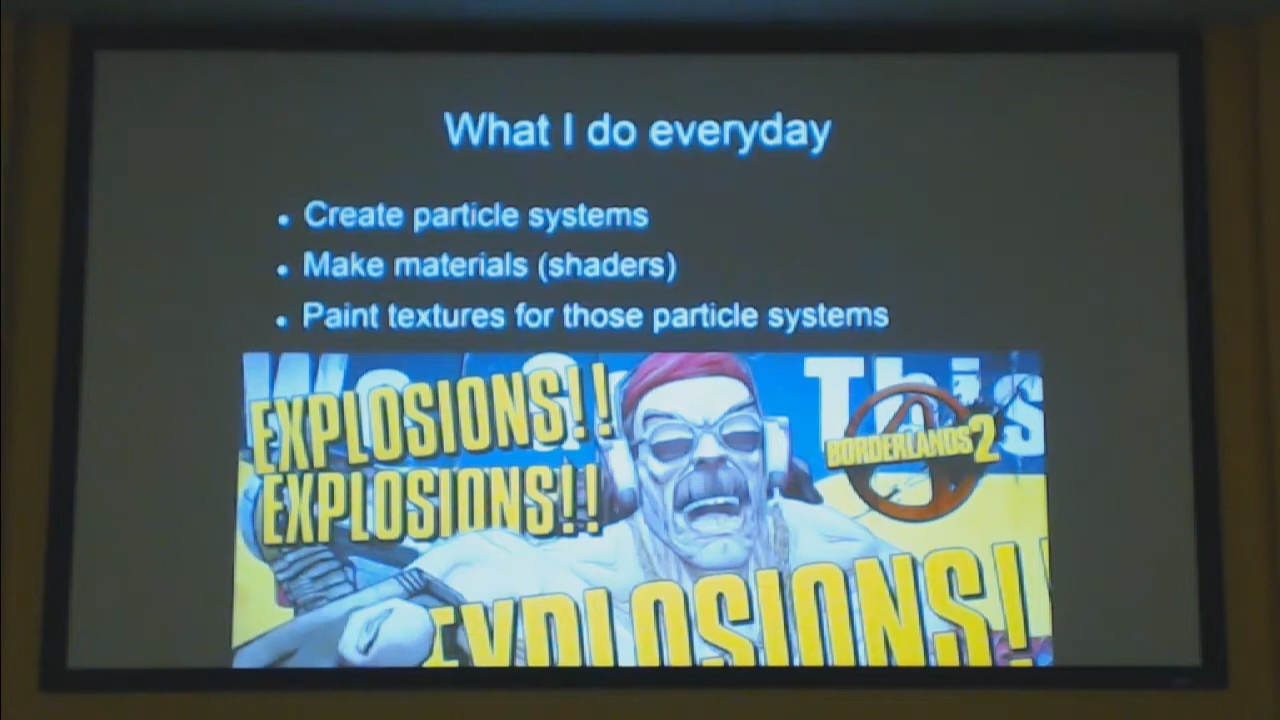 What I do everyday
• Create particle systems
• Make materials (shaders)
• Paint textures for those particle systems
This
EXPLOSIONS!!
BORDERLANDS 2
EXPLOSIONS!!
EXPLOSIONS!